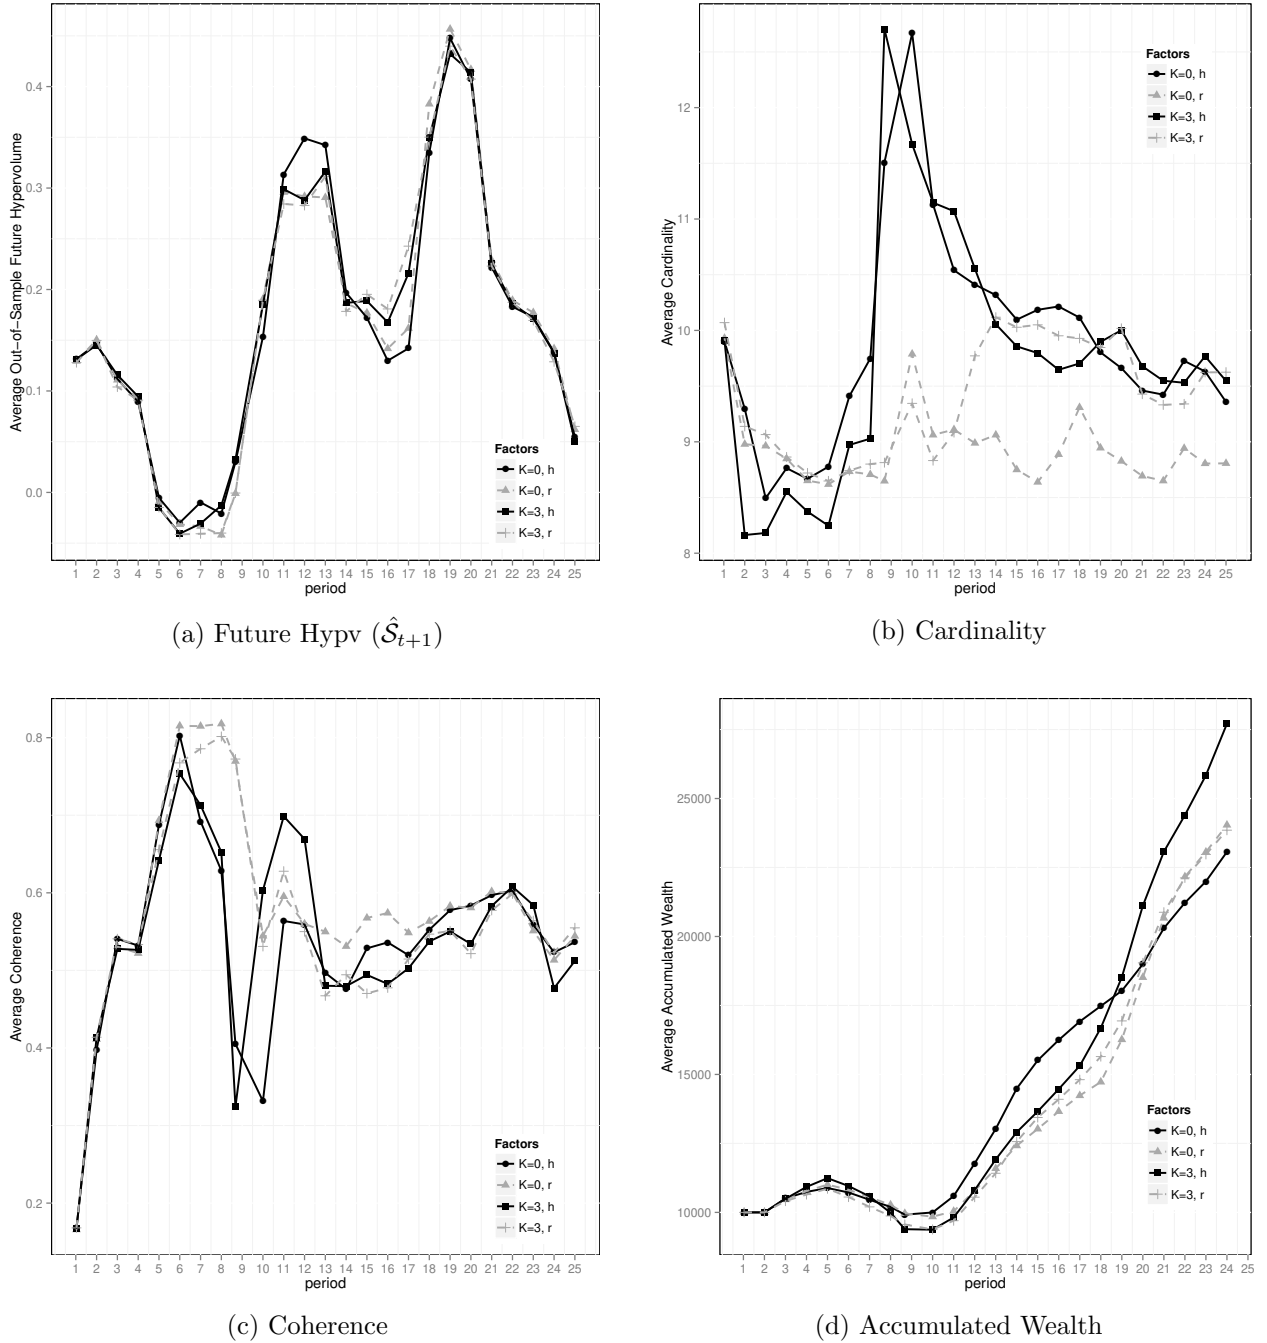 Average Out−of−Sample Future Hypervolume
0.4
0.3
0.2
0.1
0.0
Factors
K=0, h
K=0, r
K=3, h
K=3, r
1 2 3 4 5 6 7 8 9 10 11 12 13 14 15 16 17 18 19 20 21 22 23 24 25
period
(a) Future Hypv (Ŝt+1)
Average Cardinality
12
11
10
9
8
Factors
K=0, h
K=0, r
K=3, h
K=3, r
1 2 3 4 5 6 7 8 9 10 11 12 13 14 15 16 17 18 19 20 21 22 23 24 25
period
(b) Cardinality
Average Coherence
0.8
0.6
0.4
0.2
Factors
K=0, h
K=0, r
K=3, h
K=3, r
1 2 3 4 5 6 7 8 9 10 11 12 13 14 15 16 17 18 19 20 21 22 23 24 25
period
(c) Coherence
Average Accumulated Wealth
25000
20000
15000
10000
Factors
K=0, h
K=0, r
K=3, h
K=3, r
1 2 3 4 5 6 7 8 9 10 11 12 13 14 15 16 17 18 19 20 21 22 23 24 25
period
(d) Accumulated Wealth